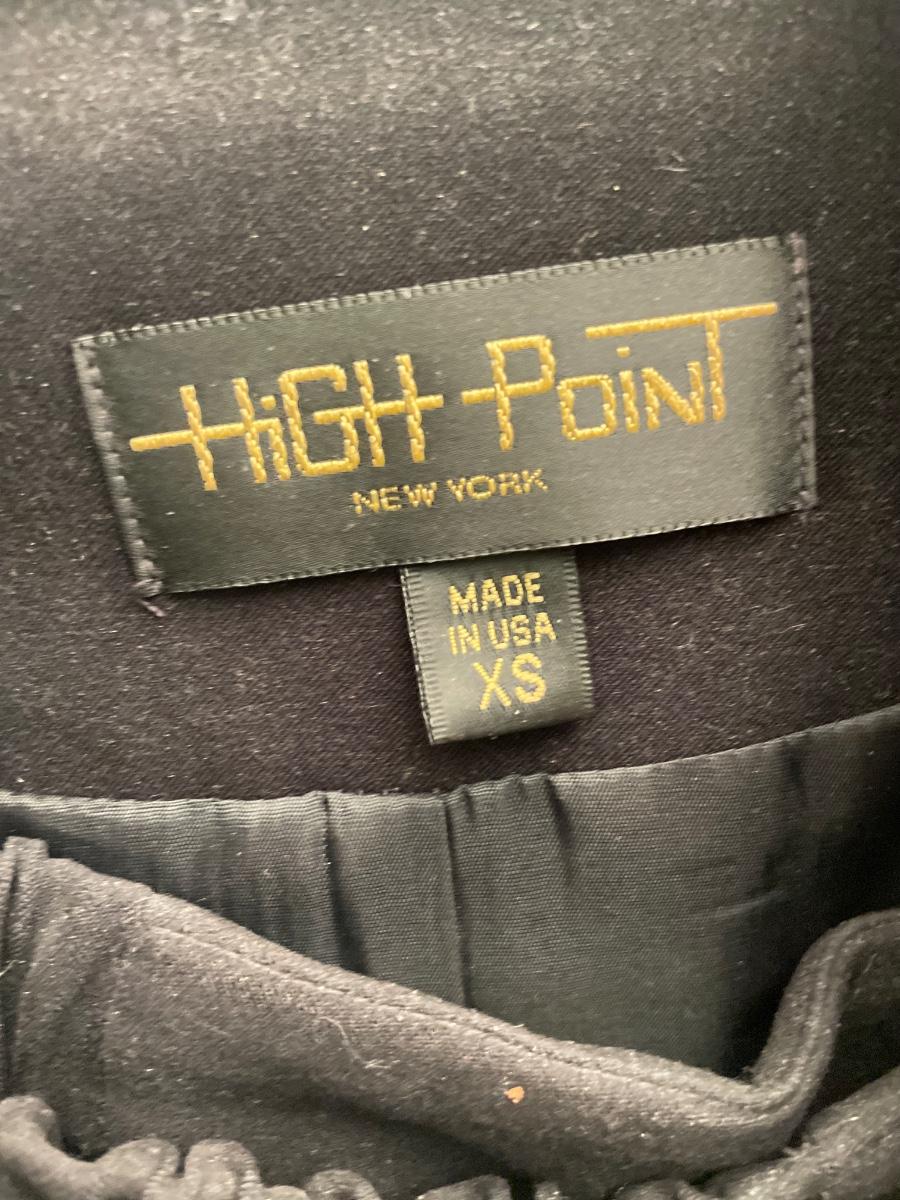 HiGH POiNT
NEW YORK
MADE
IN USA
XS